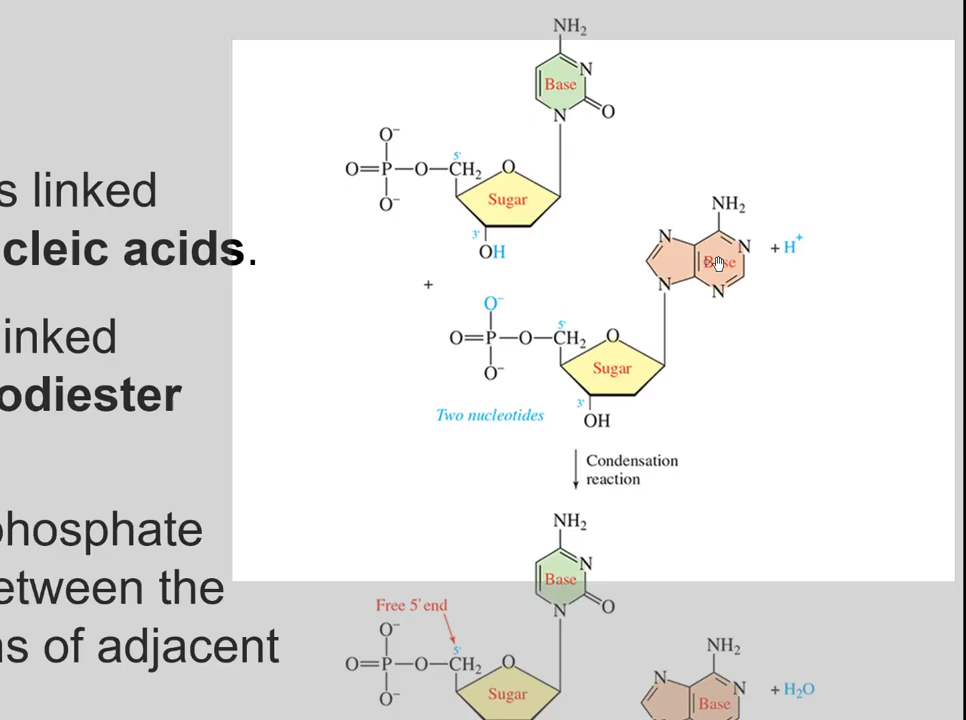 s linked
cleic acids.
inked
odiester
phosphate
etween the
ns of adjacent
NH2
N
Base
N
O
O−
O=P—O—CH2
5'
O
O−
Sugar
3'
OH
+
NH2
N
N
Base
N
N
+ H+
O−
O=P—O—CH2
5'
O
O−
Sugar
3'
OH
Two nucleotides
Condensation
reaction
NH2
N
Base
N
O
Free 5' end
O−
O=P—O—CH2
5'
O
O−
Sugar
NH2
N
N
Base
+ H2O